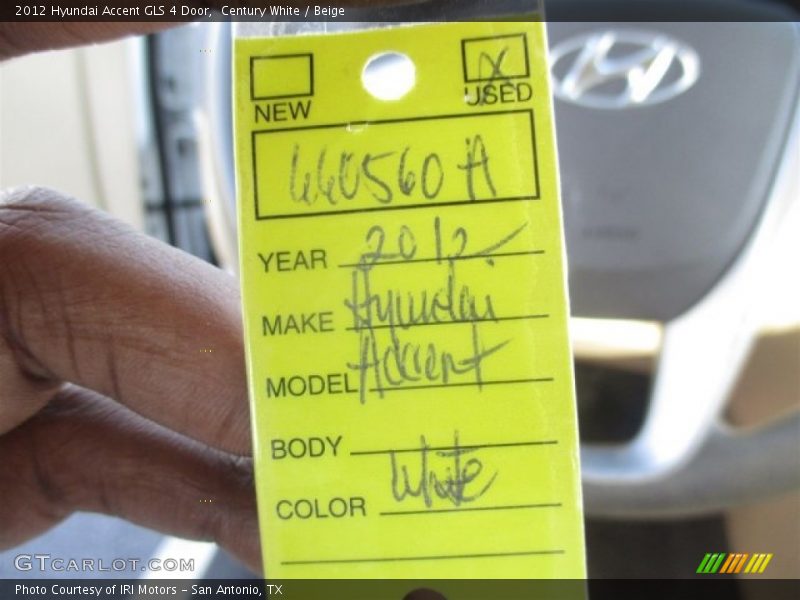 2012 Hyundai Accent GLS 4 Door, Century White / Beige
X
NEW USED
660560 A
YEAR 2012
MAKE Hyundai
MODEL Accent
BODY
COLOR White
GTCARLOT.COM
Photo Courtesy of IRI Motors - San Antonio, TX